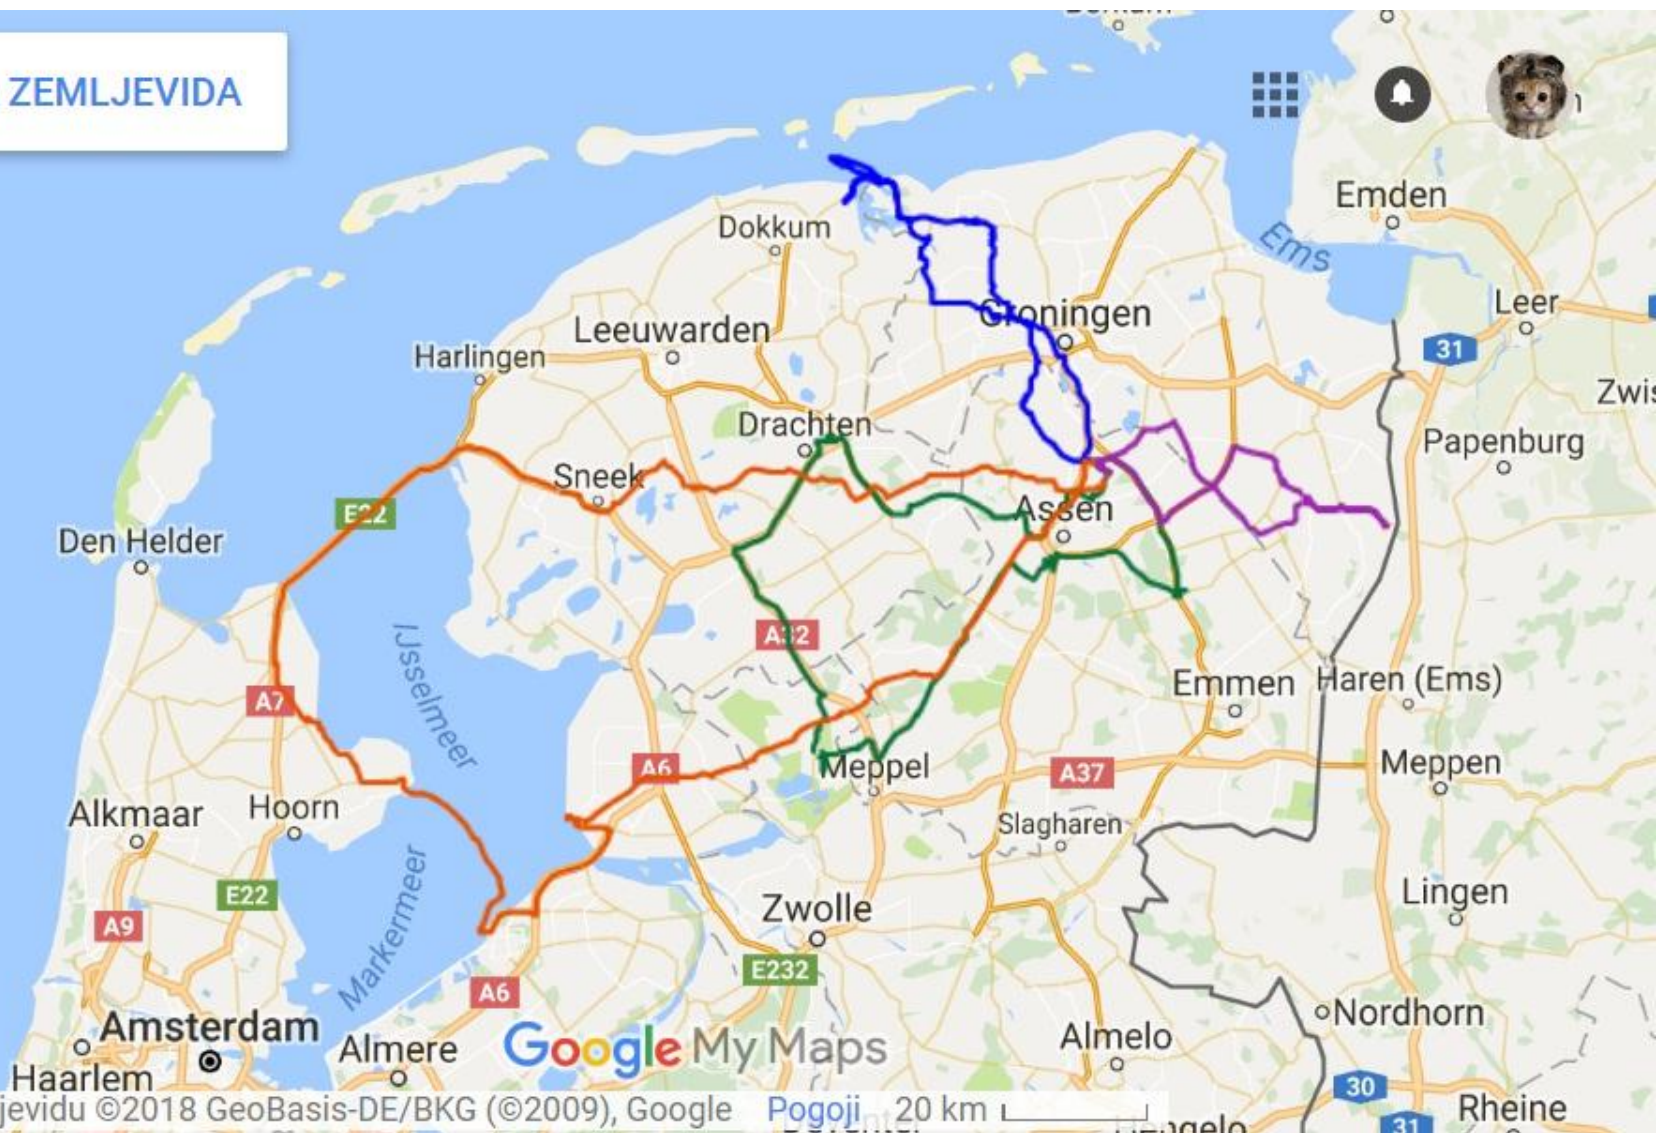 ZEMLJEVIDA
Emden
Ems
Dokkum
Leer
Groningen
Leeuwarden
Harlingen
31
Drachten
Papenburg
Sneek
E22
Assen
Den Helder
IJsselmeer
A32
Emmen
Haren (Ems)
A7
A6
Meppel
A37
Meppen
Alkmaar
Hoorn
Slagharen
Markermeer
E22
Lingen
A9
Zwolle
E232
A6
Nordhorn
Amsterdam
Almere
Google My Maps
Almelo
Haarlem
30
jevidu ©2018 GeoBasis-DE/BKG (©2009), Google Pogoji 20 km
Rheine
31